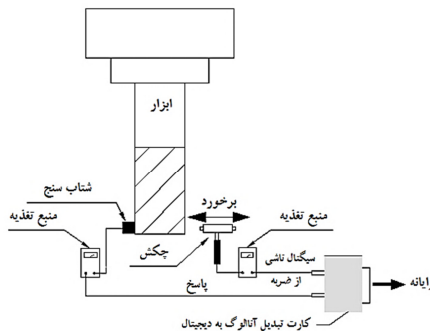 ابزار
شتاب سنج
برخورد
منبع تغذیه
منبع تغذیه
چکش
سیگنال ناشی
از ضربه
پاسخ
رایانه
کارت تبدیل آنالوگ به دیجیتال